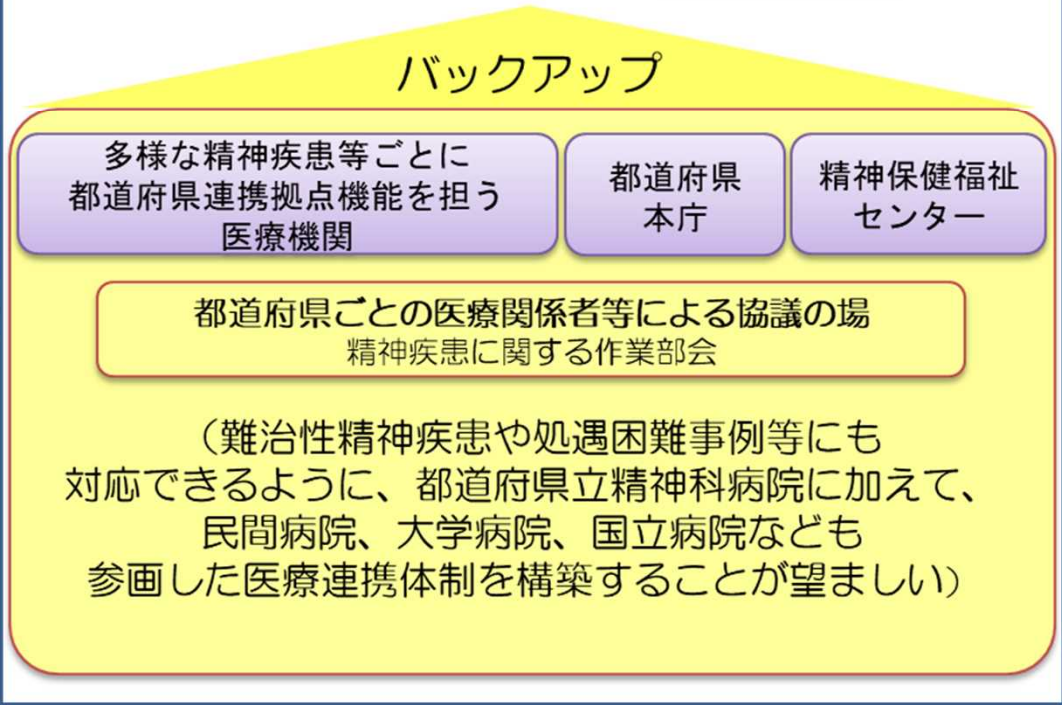 バックアップ
多様な精神疾患等ごとに
都道府県連携拠点機能を担う
医療機関
都道府県
本庁
精神保健福祉
センター
都道府県ごとの医療関係者等による協議の場
精神疾患に関する作業部会
（難治性精神疾患や処遇困難事例等にも
対応できるように、都道府県立精神科病院に加えて、
民間病院、大学病院、国立病院なども
参画した医療連携体制を構築することが望ましい）